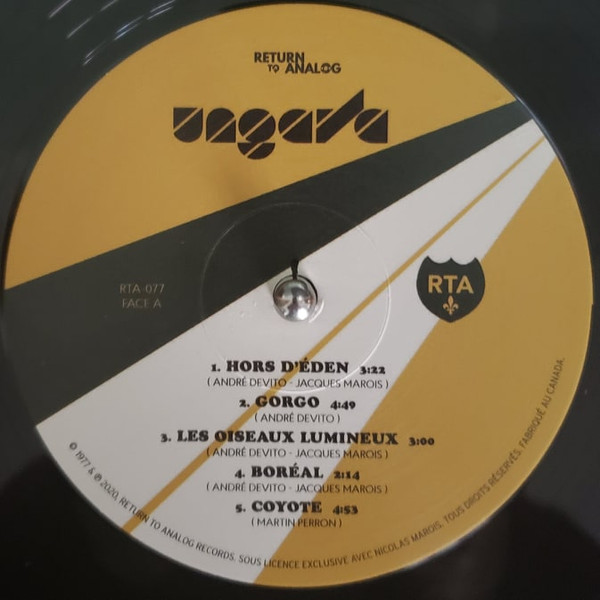 RETURN
TO ANALOG
ungava
RTA-077
FACE A
RTA
1. HORS D'ÉDEN 3:22
( ANDRÉ DEVITO - JACQUES MAROIS )
2. GORGO 4:49
( ANDRÉ DEVITO )
3. LES OISEAUX LUMINEUX 3:00
( ANDRÉ DEVITO - JACQUES MAROIS )
4. BORÉAL 2:14
( ANDRÉ DEVITO - JACQUES MAROIS )
5. COYOTE 4:53
( MARTIN PERRON )
© 1977 & ℗ 2020, RETURN TO ANALOG RECORDS. SOUS LICENCE EXCLUSIVE AVEC NICOLAS MAROIS. TOUS DROITS RÉSERVÉS. FABRIQUÉ AU CANADA.